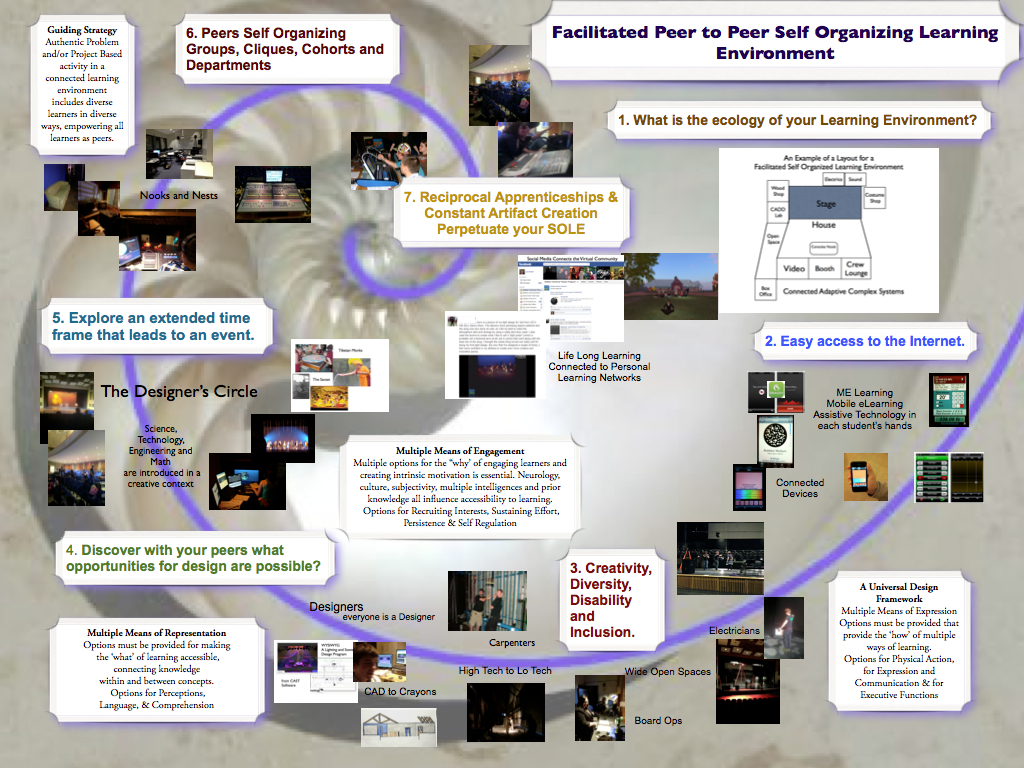 Facilitated Peer to Peer Self Organizing Learning
Environment
Guiding Strategy
Authentic Problem
and/or Project Based
activity in a
connected learning
environment
includes diverse
learners in diverse
ways, empowering all
learners as peers.
6. Peers Self Organizing
Groups, Cliques, Cohorts and
Departments
1. What is the ecology of your Learning Environment?
An Example of a Layout for a
Facilitated Self Organized Learning Environment
Electrics
Sound
Wood
Shop
Costume
Shop
Stage
CADD
Lab
House
Open
Space
Video
Booth
Crew
Lounge
Box
Office
Connected Adaptive Complex Systems
Nooks and Nests
7. Reciprocal Apprenticeships &
Constant Artifact Creation
Perpetuate your SOLE
Social Media Connects the Virtual Community
Life Long Learning
Connected to Personal
Learning Networks
2. Easy access to the Internet.
ME Learning
Mobile eLearning
Assistive Technology in
each student's hands
Connected
Devices
5. Explore an extended time
frame that leads to an event.
Tibetan Monks
The Designer's Circle
Science,
Technology,
Engineering and
Math
are introduced in a
creative context
Multiple Means of Engagement
Multiple options for the "why' of engaging learners and
creating intrinsic motivation is essential. Neurology,
culture, subjectivity, multiple intelligences and prior
knowledge all influence accessibility to learning.
Options for Recruiting Interests, Sustaining Effort,
Persistence & Self Regulation
4. Discover with your peers what
opportunities for design are possible?
3. Creativity,
Diversity,
Disability
and
Inclusion.
Designers
everyone is a Designer
Carpenters
Electricians
A Universal Design
Framework
Multiple Means of Expression
Options must be provided that
provide the 'how' of multiple
ways of learning.
Options for Physical Action,
for Expression and
Communication & for
Executive Functions
Multiple Means of Representation
Options must be provided for making
the 'what' of learning accessible,
connecting knowledge
within and between concepts.
Options for Perceptions,
Language, & Comprehension
WYSIWYG
A Lighting and Sound
Design Program
from CAST
Software
CAD to Crayons
High Tech to Lo Tech
Wide Open Spaces
Board Ops